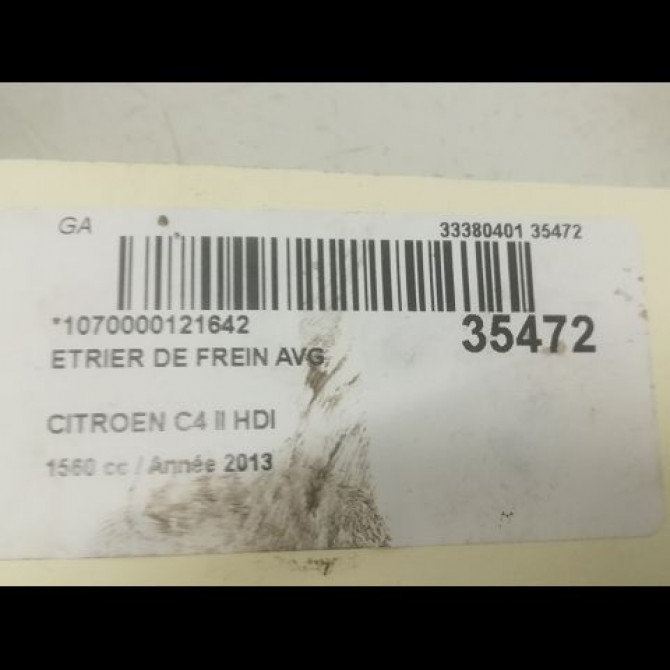 GA 33380401 35472
*1070000121642 35472
ETRIER DE FREIN AVG
CITROEN C4 II HDI
1560 cc / Année 2013